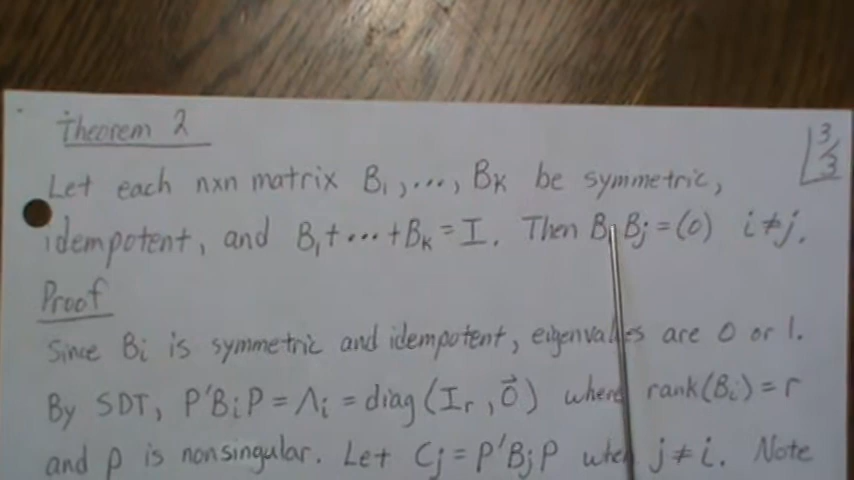 Theorem 2
3/3
Let each nxn matrix B₁,..., Bₖ be symmetric,
idempotent, and B₁+...+Bₖ = I. Then BᵢBⱼ = (0) i≠j.
Proof
Since Bᵢ is symmetric and idempotent, eigenvalues are 0 or 1.
By SDT, P'BᵢP = Λᵢ = diag(Iᵣ, 0⃗) where rank(Bᵢ) = r
and P is nonsingular. Let Cⱼ = P'BⱼP when j≠i. Note